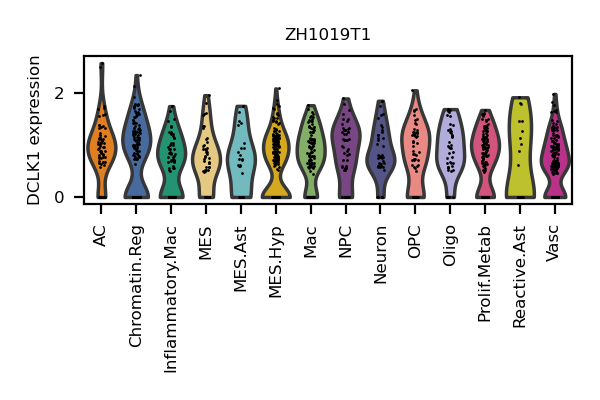 ZH1019T1
DCLK1 expression
2
0
AC
Chromatin.Reg
Inflammatory.Mac
MES
MES.Ast
MES.Hyp
Mac
NPC
Neuron
OPC
Oligo
Prolif.Metab
Reactive.Ast
Vasc